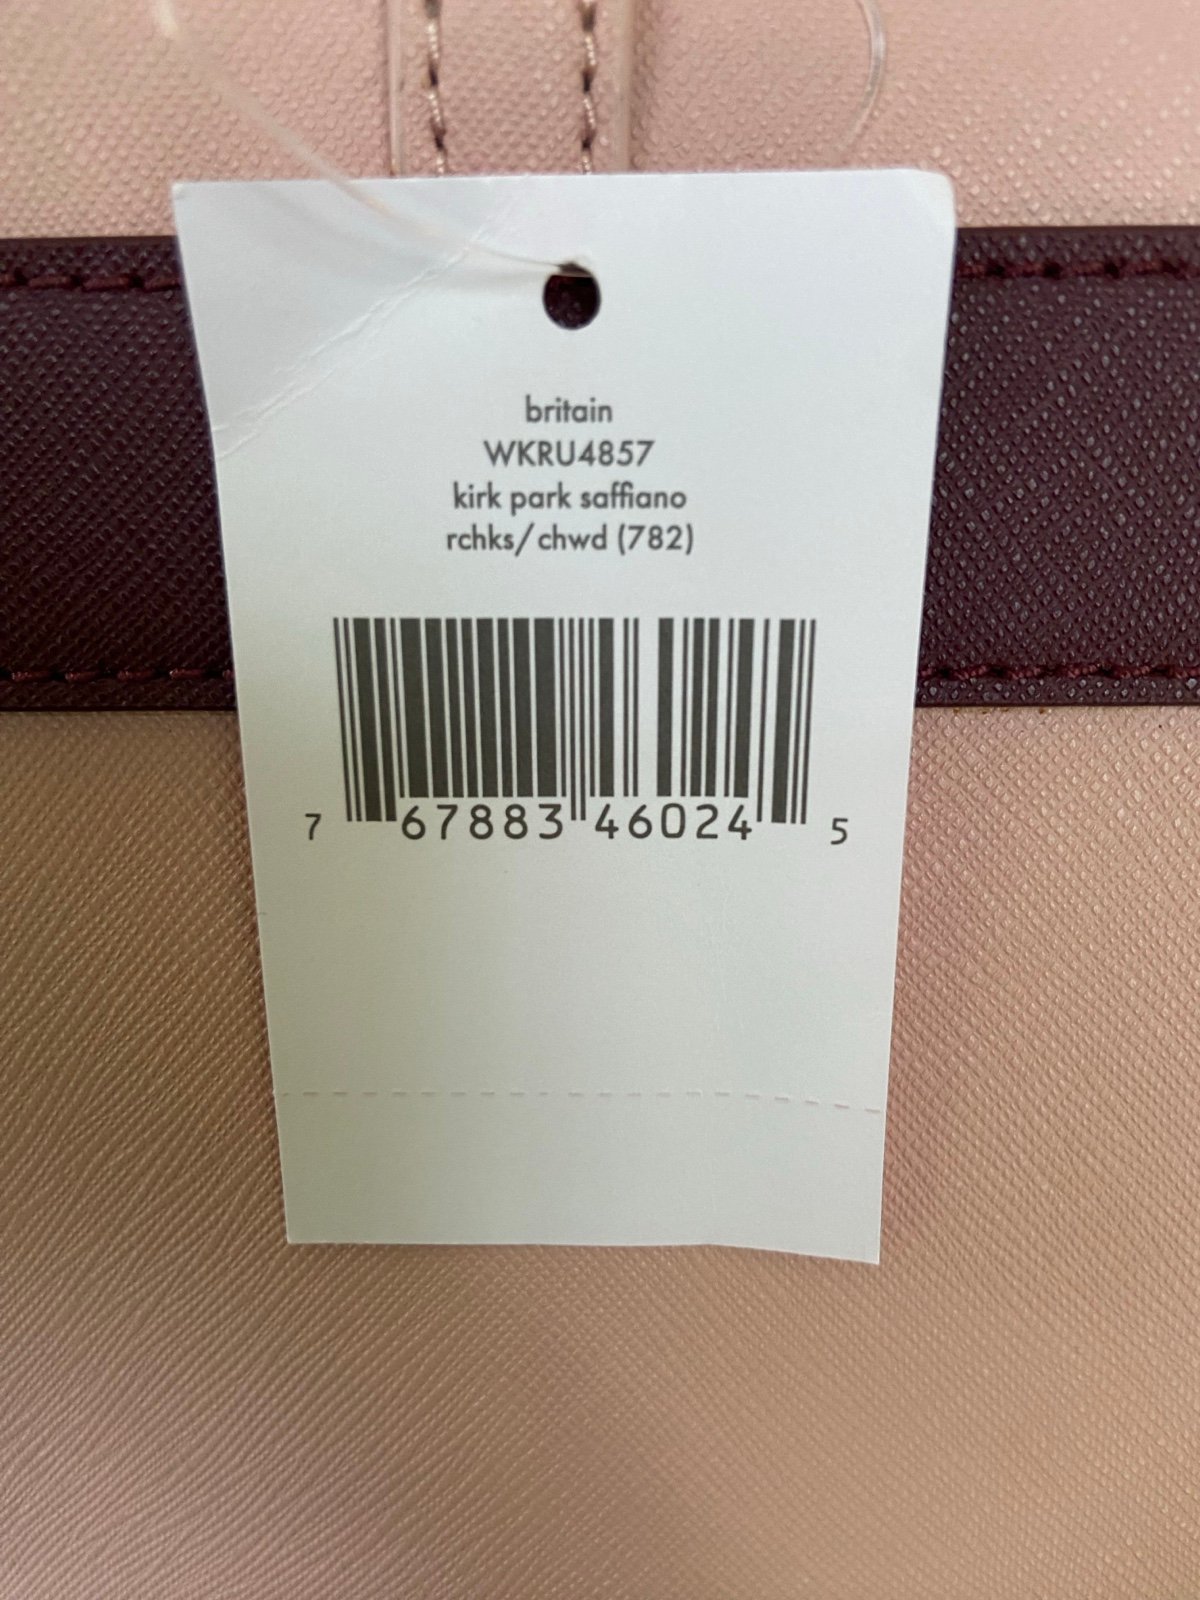 britain
WKRU4857
kirk park saffiano
rchks/chwd (782)
7 67883 46024 5